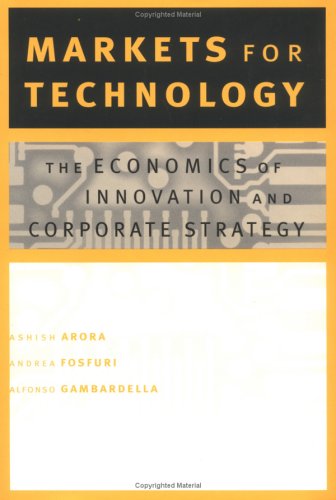 Copyrighted Material
MARKETS FOR
TECHNOLOGY
THE ECONOMICS OF
INNOVATION AND
CORPORATE STRATEGY
ASHISH ARORA
ANDREA FOSFURI
ALFONSO GAMBARDELLA
Copyrighted Material